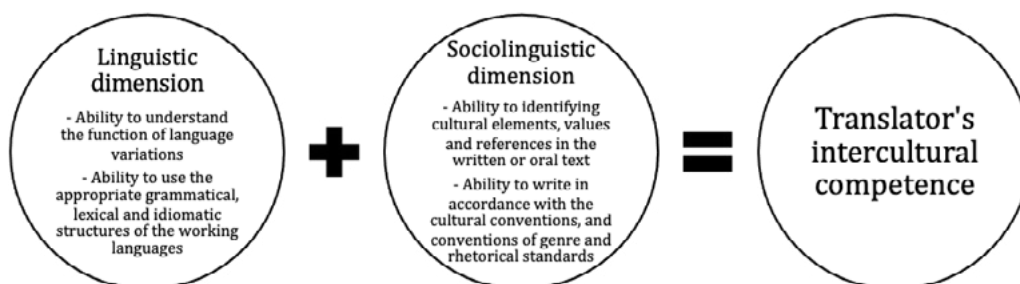 Linguistic
dimension
- Ability to understand
the function of language
variations
- Ability to use the
appropriate grammatical,
lexical and idiomatic
structures of the working
languages
+
Sociolinguistic
dimension
- Ability to identifying
cultural elements, values
and references in the
written or oral text
- Ability to write in
accordance with the
cultural conventions, and
conventions of genre and
rhetorical standards
=
Translator's
intercultural
competence